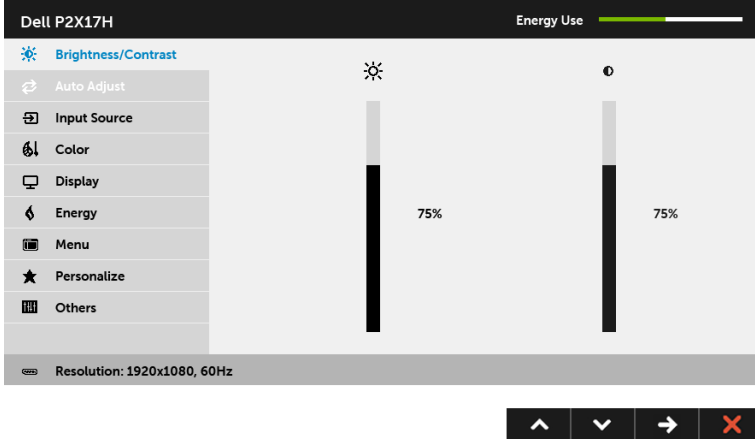 Dell P2X17H
Energy Use
Brightness/Contrast
Auto Adjust
Input Source
Color
Display
Energy
Menu
Personalize
Others
75%
75%
Resolution: 1920x1080, 60Hz